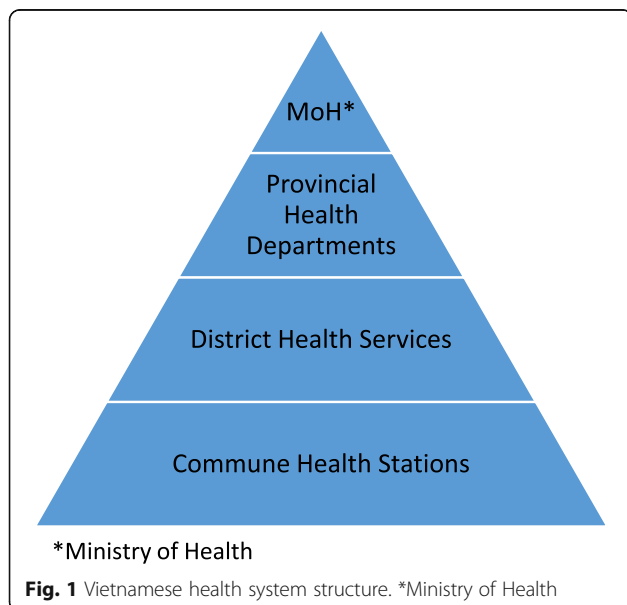 MoH*
Provincial
Health
Departments
District Health Services
Commune Health Stations
*Ministry of Health
Fig. 1 Vietnamese health system structure. *Ministry of Health